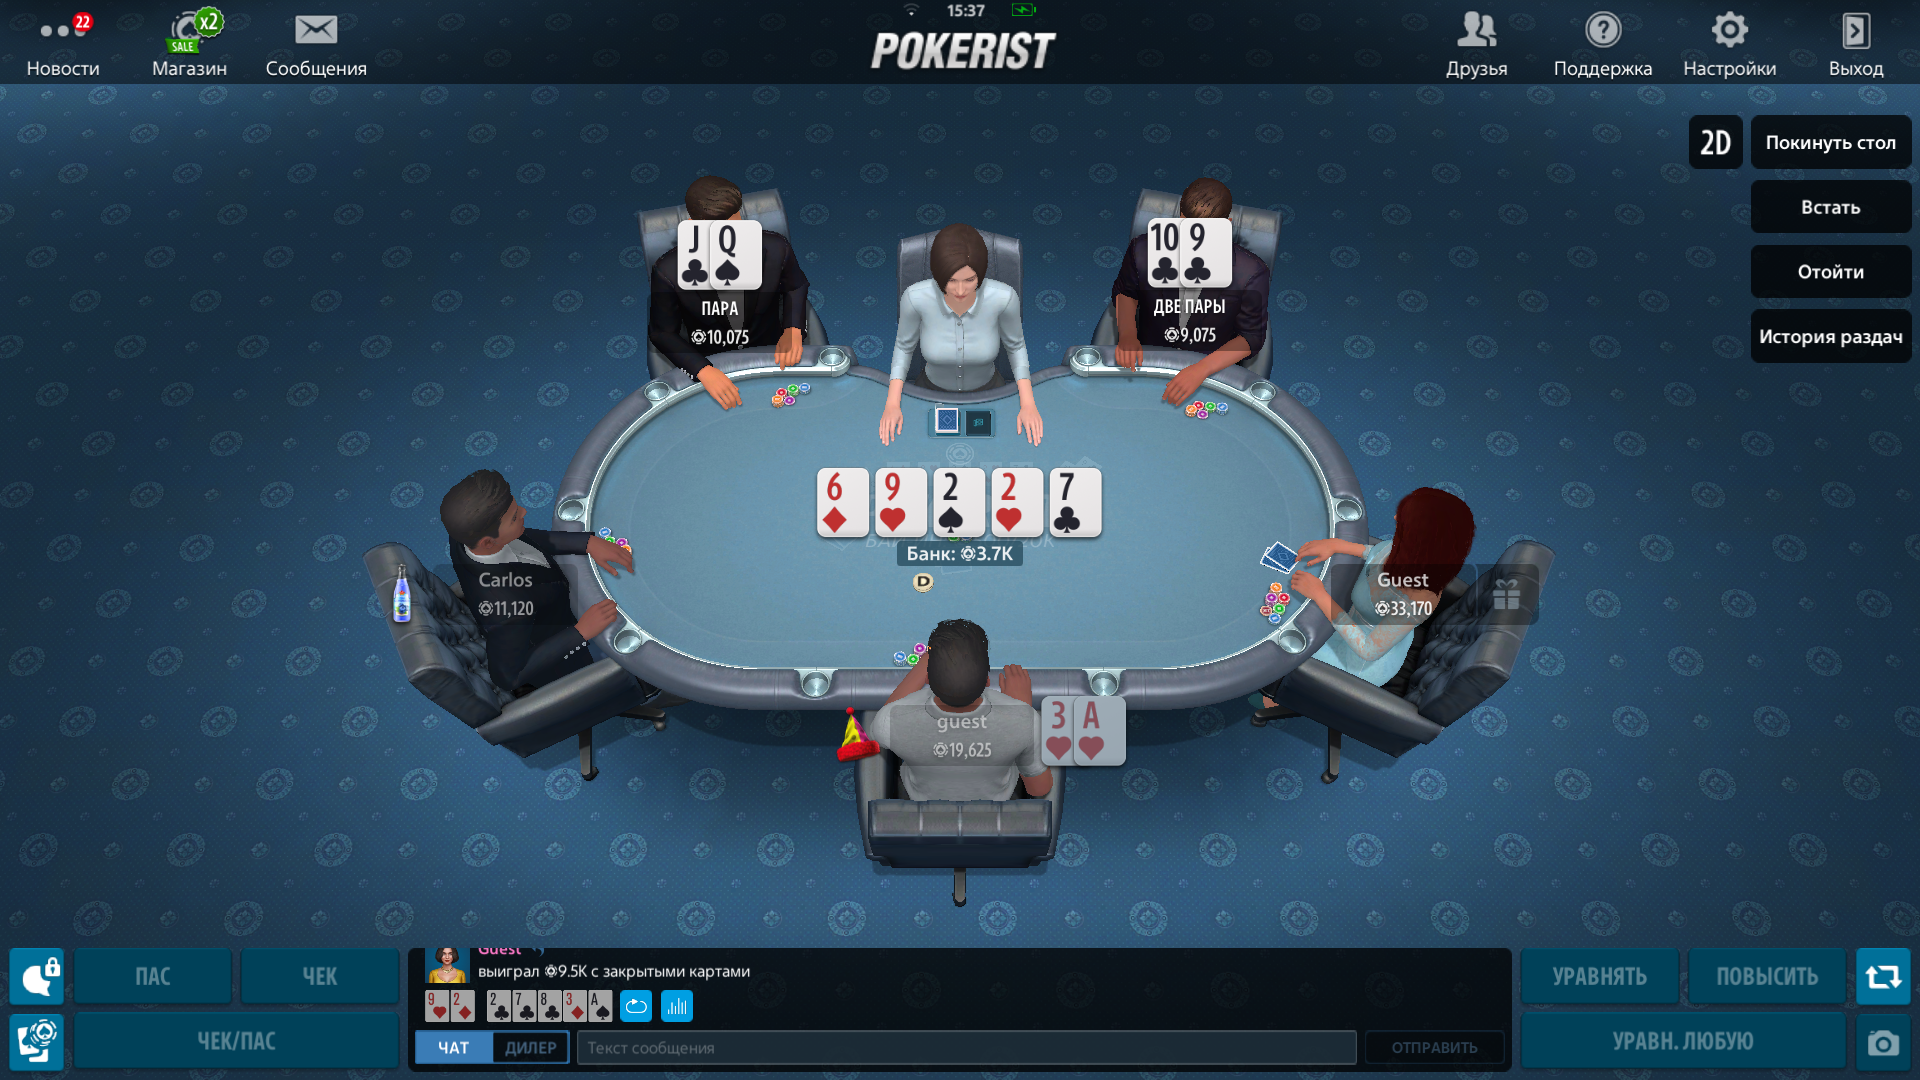 22
x2
SALE
15:37
POKERIST
Новости
Магазин
Сообщения
Друзья
Поддержка
Настройки
Выход
2D
Покинуть стол
Встать
Отойти
История раздач
J Q
ПАРА
10,075
10 9
ДВЕ ПАРЫ
9,075
6 9 2 2 7
Банк: 3.7K
D
Carlos
11,120
Guest
33,170
guest
19,625
3 A
ПАС
ЧЕК
ЧЕК/ПАС
Guest
выиграл 9.5K с закрытыми картами
9 2 2 7 8 3 A
ЧАТ
ДИЛЕР
Текст сообщения
ОТПРАВИТЬ
УРАВНЯТЬ
ПОВЫСИТЬ
УРАВН. ЛЮБУЮ